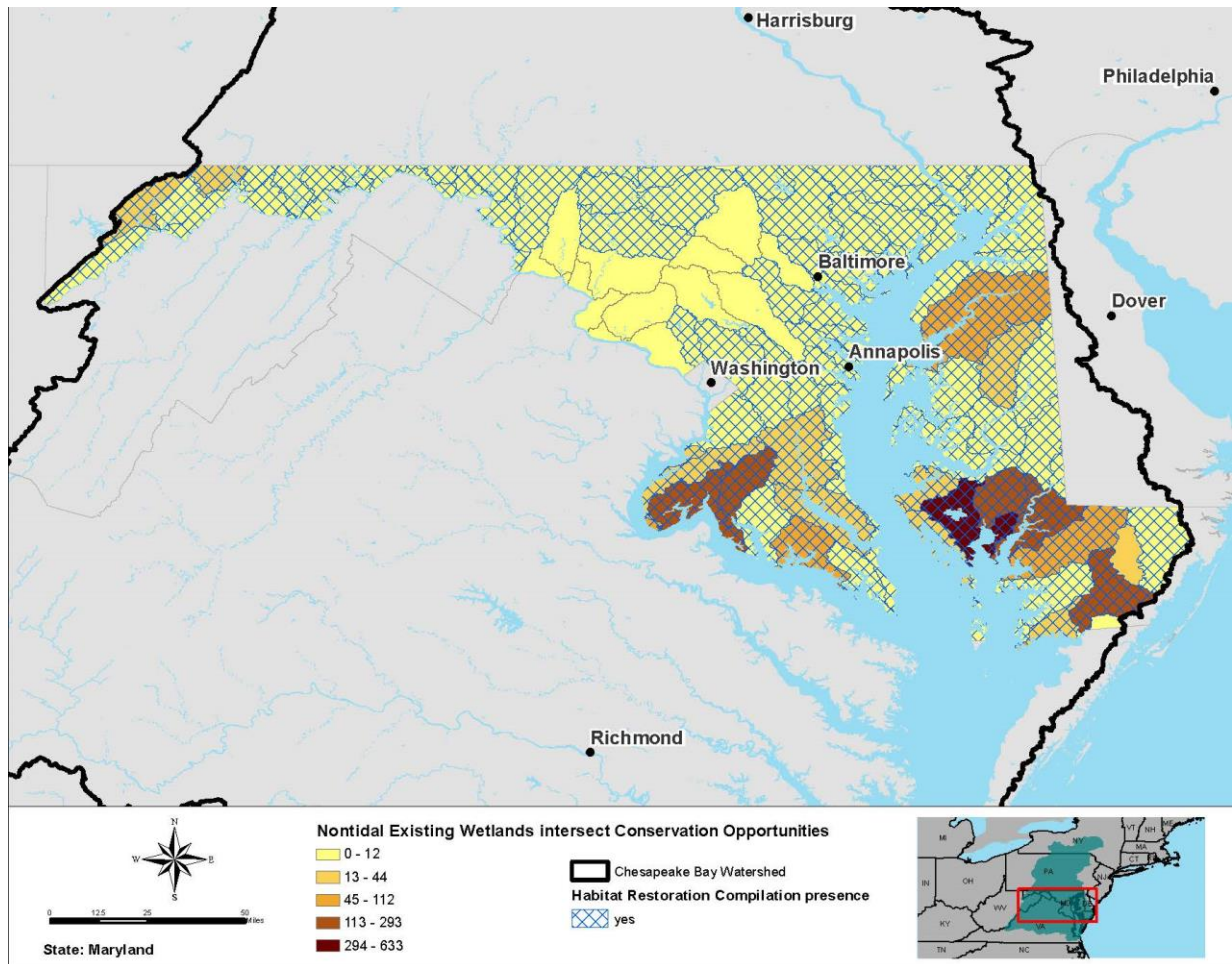 Harrisburg
Philadelphia
Baltimore
Dover
Annapolis
Washington
Richmond
N
W E
S
0 12.5 25 50
Miles
State: Maryland
Nontidal Existing Wetlands intersect Conservation Opportunities
0 - 12
13 - 44
45 - 112
113 - 293
294 - 633
Chesapeake Bay Watershed
Habitat Restoration Compilation presence
yes
MI
NY
VT
NH
ME
MA
CT
PA
NJ
IN
OH
WV
KY
VA
TN
NC